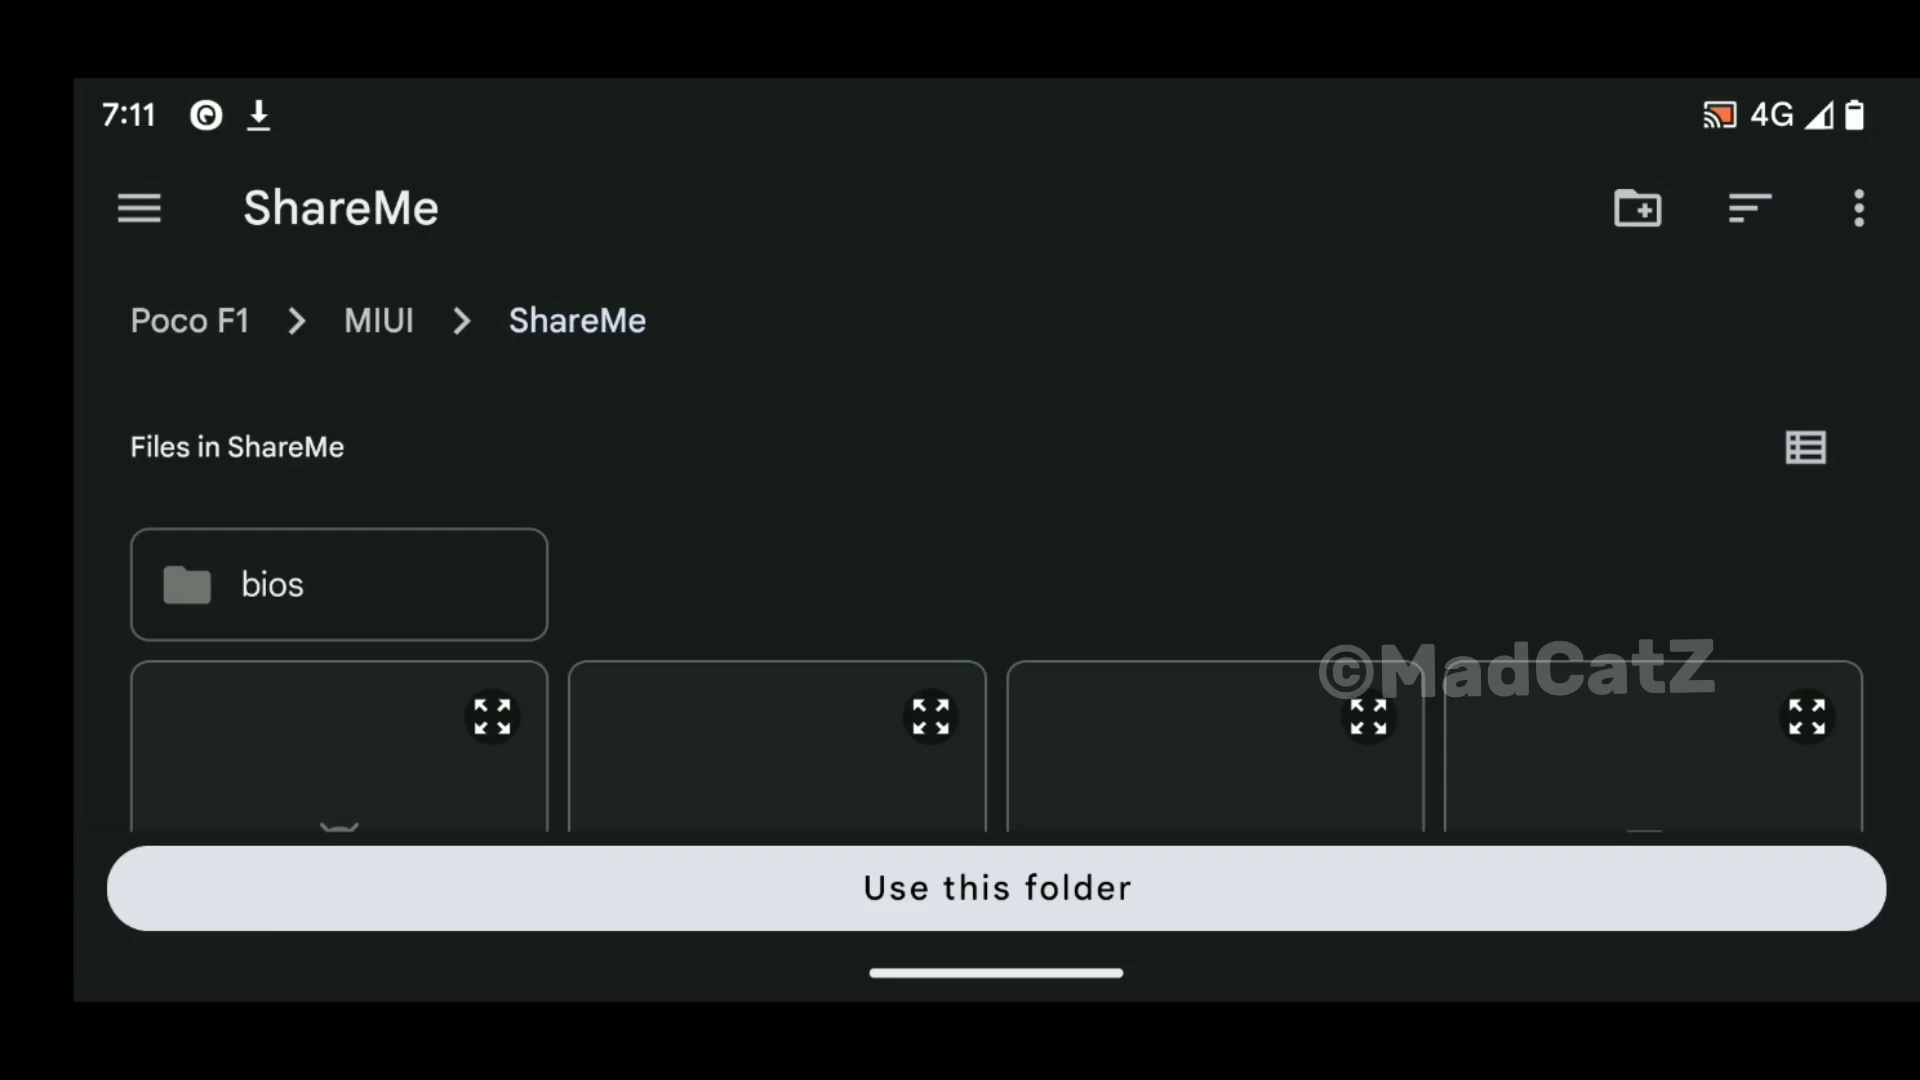 7:11
4G
ShareMe
Poco F1 > MIUI > ShareMe
Files in ShareMe
bios
©MadCatZ
Use this folder